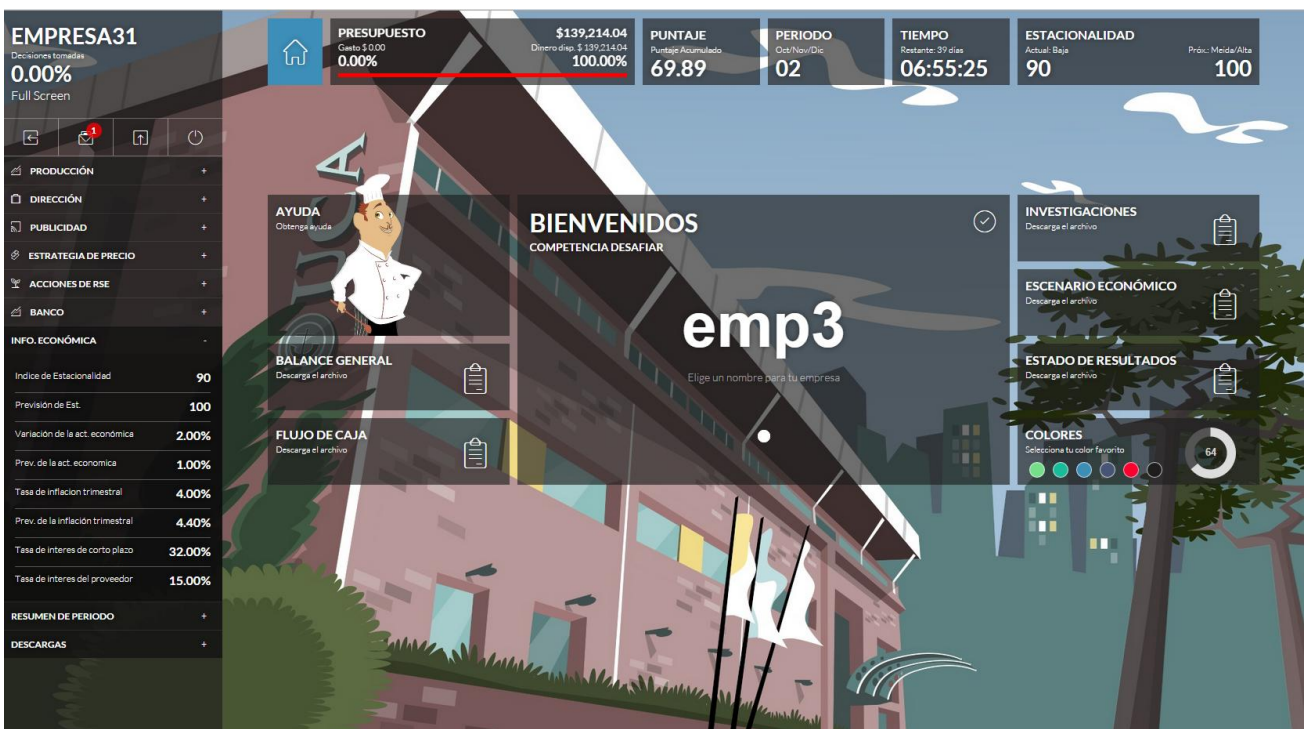 EMPRESA31
Decisiones tomadas
0.00%
Full Screen
1
PRODUCCIÓN +
DIRECCIÓN +
PUBLICIDAD +
ESTRATEGIA DE PRECIO +
ACCIONES DE RSE +
BANCO +
INFO. ECONÓMICA -
Indice de Estacionalidad 90
Previsión de Est. 100
Variación de la act. económica 2.00%
Prev. de la act. economica 1.00%
Tasa de inflacion trimestral 4.00%
Prev. de la inflación trimestral 4.40%
Tasa de interes de corto plazo 32.00%
Tasa de interes del proveedor 15.00%
RESUMEN DE PERIODO +
DESCARGAS +
PRESUPUESTO $139,214.04
Gasto $ 0.00 Dinero disp. $ 139,214.04
0.00% 100.00%
PUNTAJE
Puntaje Acumulado
69.89
PERIODO
Oct/Nov/Dic
02
TIEMPO
Restante: 39 días
06:55:25
ESTACIONALIDAD
Actual: Baja Próx.: Meida/Alta
90 100
UCA
AYUDA
Obtenga ayuda
BIENVENIDOS
COMPETENCIA DESAFIAR
emp3
Elige un nombre para tu empresa
INVESTIGACIONES
Descarga el archivo
ESCENARIO ECONÓMICO
Descarga el archivo
BALANCE GENERAL
Descarga el archivo
ESTADO DE RESULTADOS
Descarga el archivo
FLUJO DE CAJA
Descarga el archivo
COLORES
Selecciona tu color favorito
64